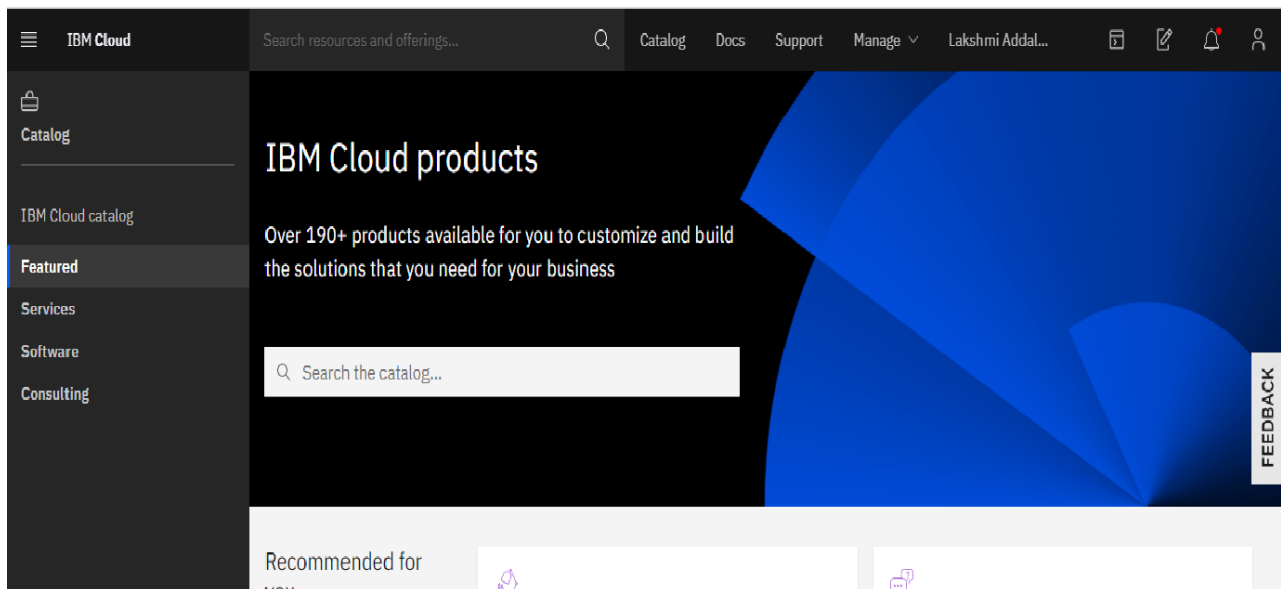 IBM Cloud
Search resources and offerings...
Catalog
Docs
Support
Manage
Lakshmi Addal...
Catalog
IBM Cloud catalog
Featured
Services
Software
Consulting
IBM Cloud products
Over 190+ products available for you to customize and build
the solutions that you need for your business
Search the catalog...
FEEDBACK
Recommended for
you